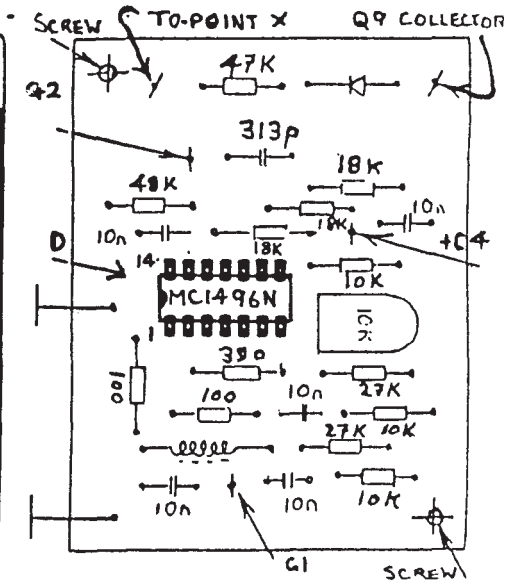 SCREW TO-POINT X Q9 COLLECTOR
47K
Q2
313p
18K
48K
18K
10n
10n
18K
D
+C4
14
10K
MC1496N
1
390
100
27K
100
10n
10K
27K
10n
10n
10K
G1
SCREW